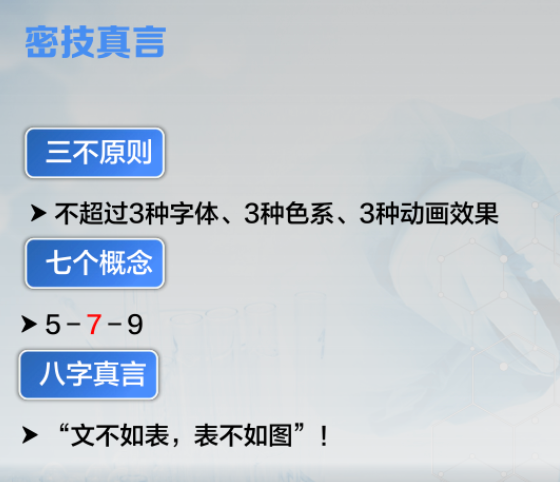 密技真言
三不原则
不超过3种字体、3种色系、3种动画效果
七个概念
5-7-9
八字真言
“文不如表，表不如图”！